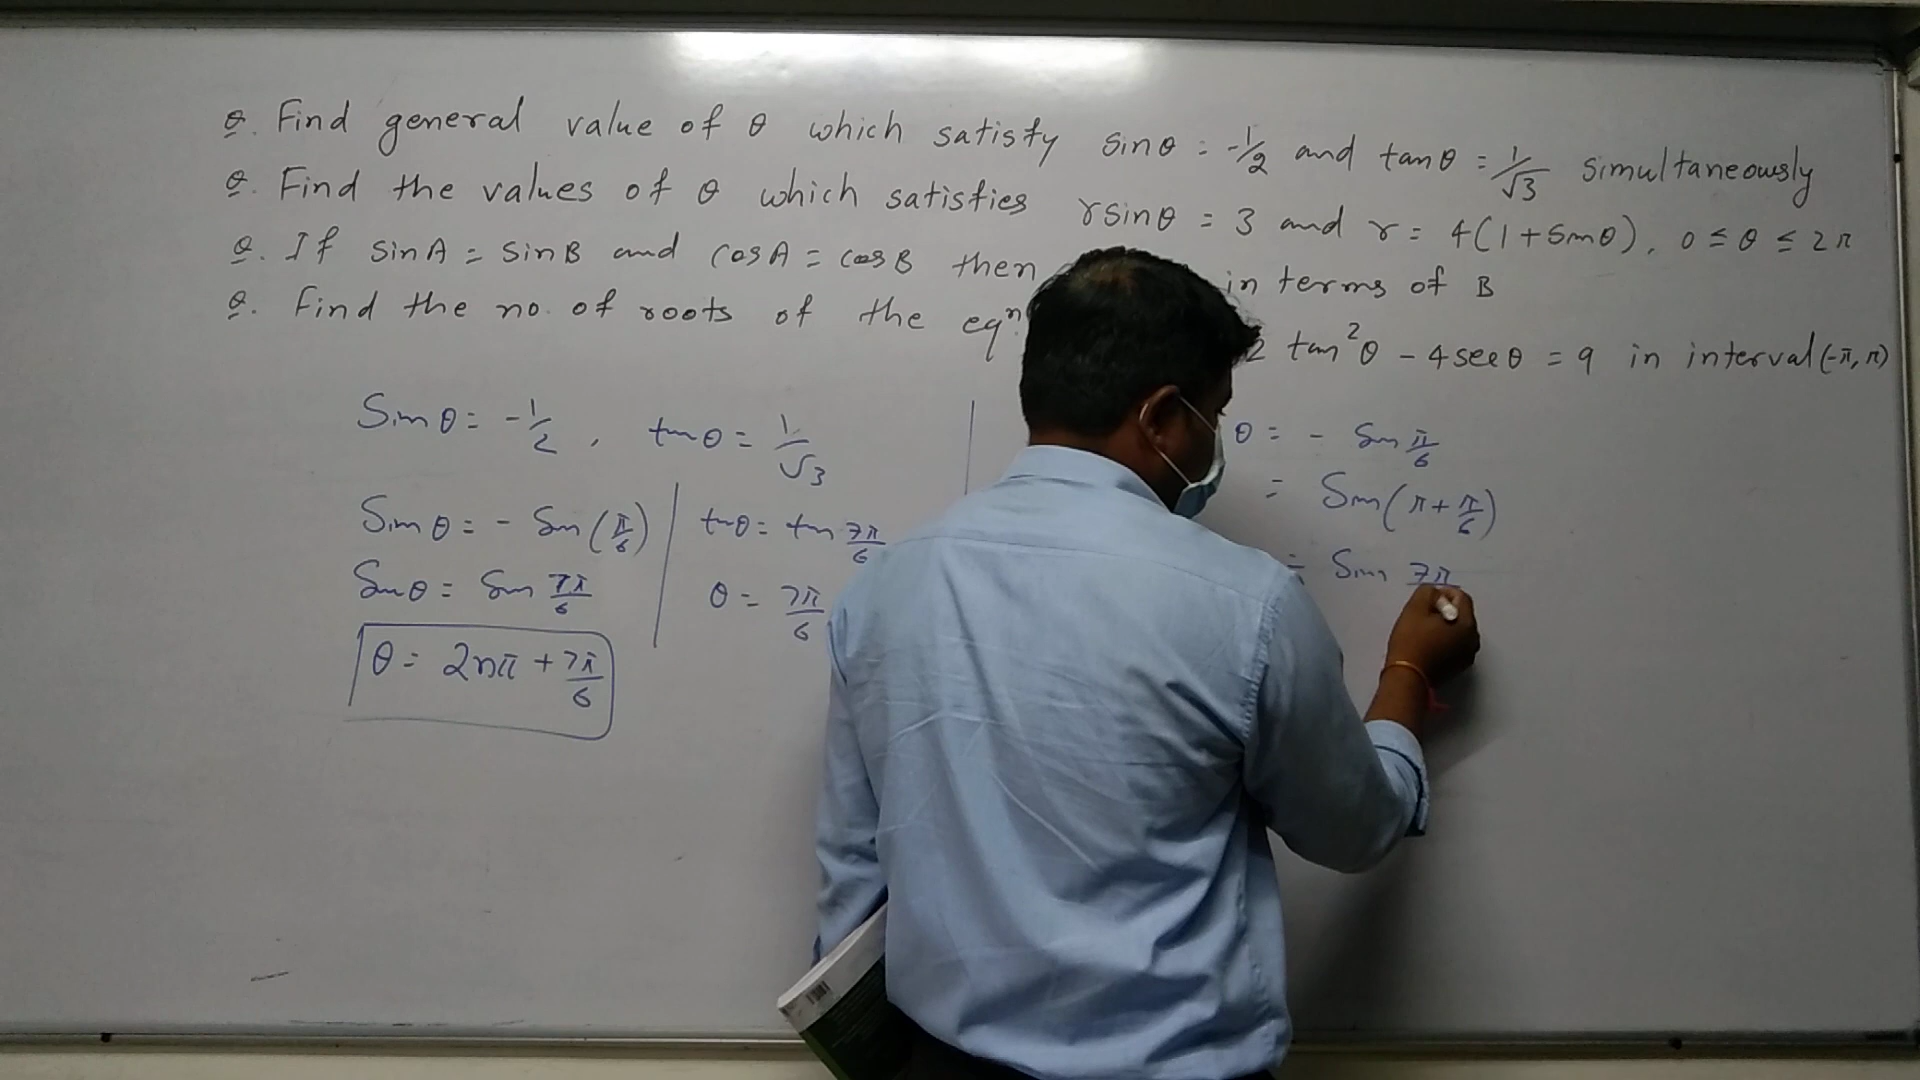 Q. Find general value of θ which satisfy sinθ = -1/2 and tanθ = 1/√3 simultaneously
Q. Find the values of θ which satisfies rsinθ = 3 and r = 4(1+sinθ), 0 ≤ θ ≤ 2π
Q. If sinA = sinB and cosA = cosB then in terms of B
Q. Find the no. of roots of the eqⁿ. 2 tan²θ - 4secθ = 9 in interval (-π, π)
Sinθ = -1/2 , tanθ = 1/√3
Sinθ = - Sin(π/6)
Sinθ = Sin 7π/6
θ = 2nπ + 7π/6
tanθ = tan 7π/6
θ = 7π/6
θ = - Sin π/6
= Sin(π + π/6)
= Sin 7π